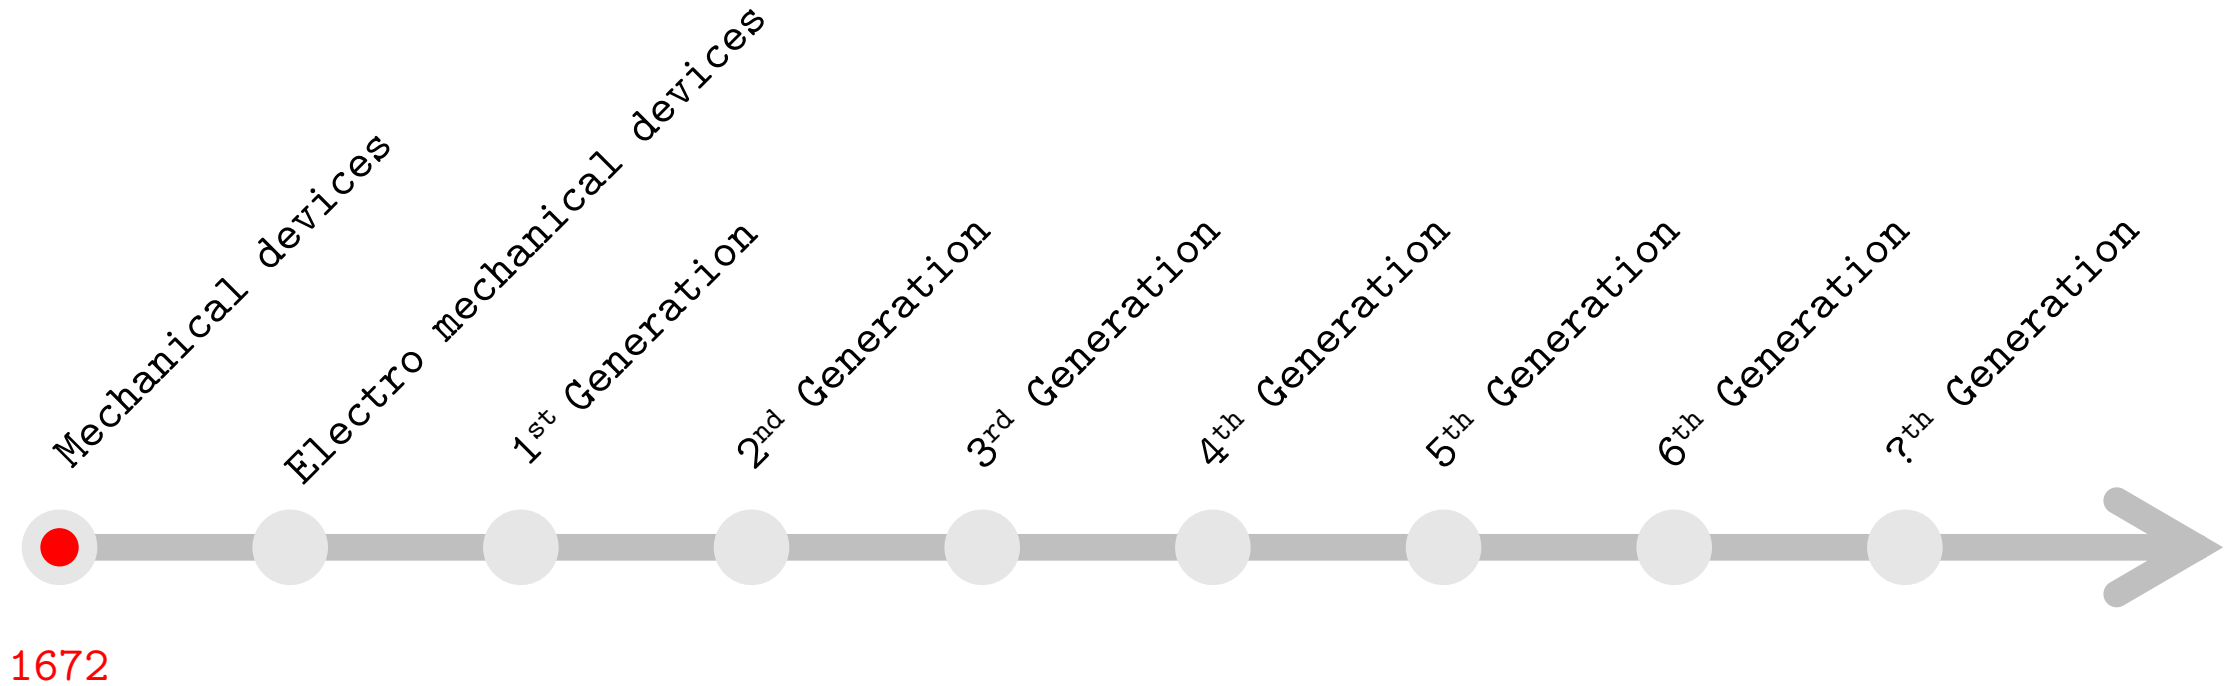 Mechanical devices
Electro mechanical devices
1st Generation
2nd Generation
3rd Generation
4th Generation
5th Generation
6th Generation
?th Generation
1672